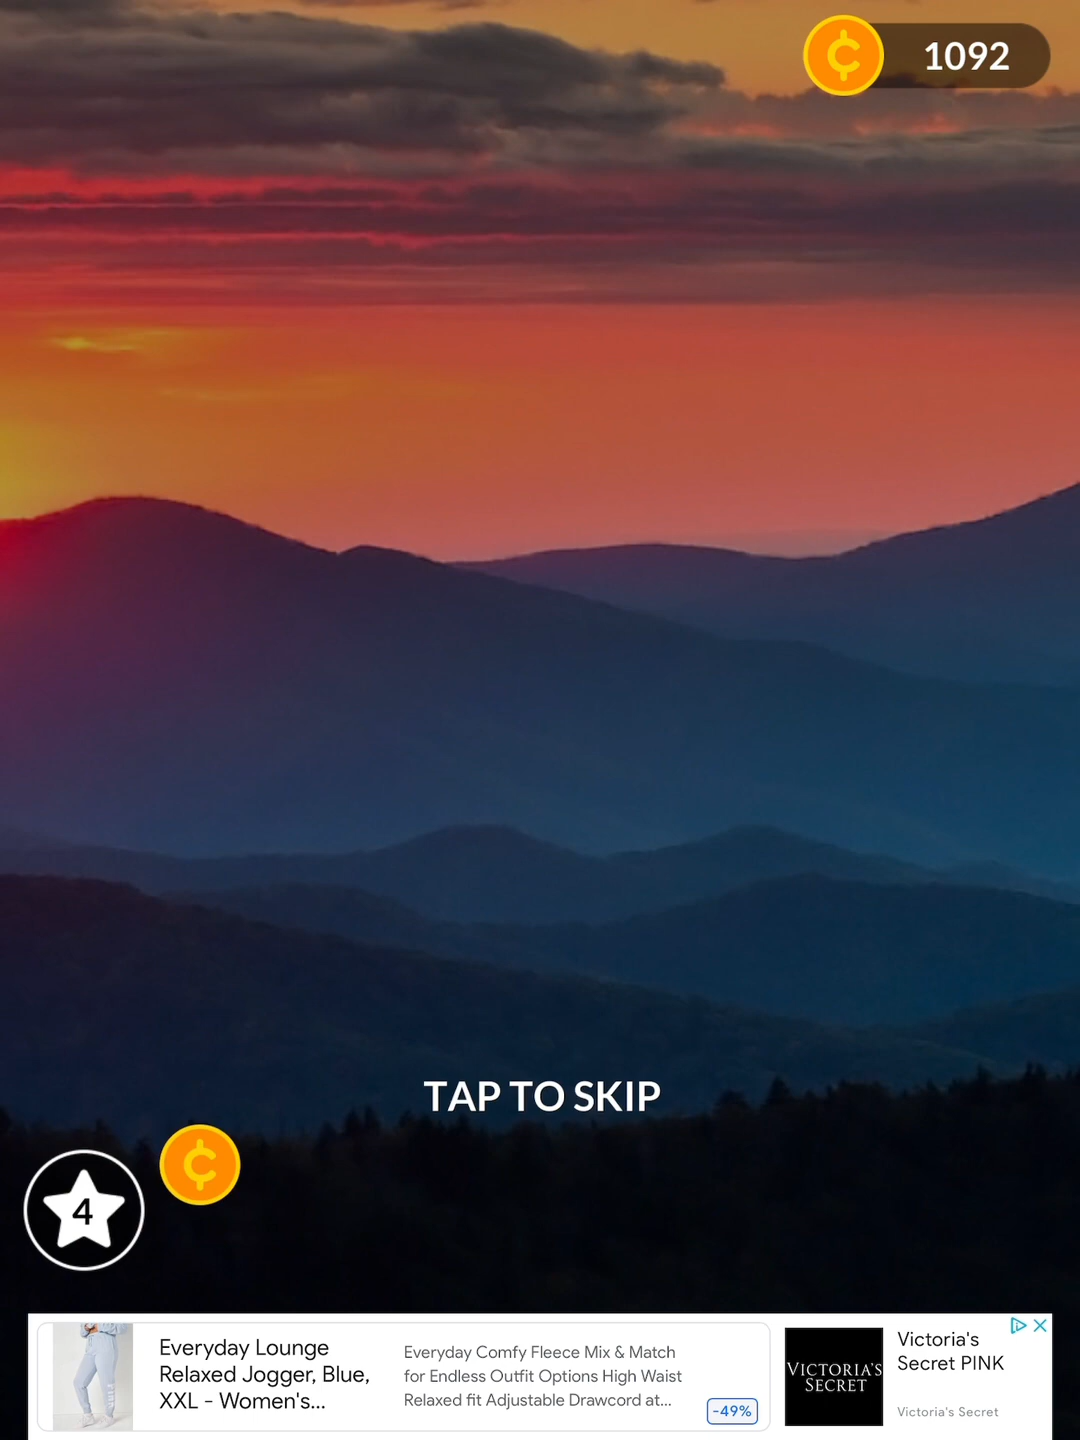 1092
TAP TO SKIP
4
Everyday Lounge
Relaxed Jogger, Blue,
XXL - Women's...
Everyday Comfy Fleece Mix & Match
for Endless Outfit Options High Waist
Relaxed fit Adjustable Drawcord at...
-49%
VICTORIA'S
SECRET
Victoria's
Secret PINK
Victoria's Secret